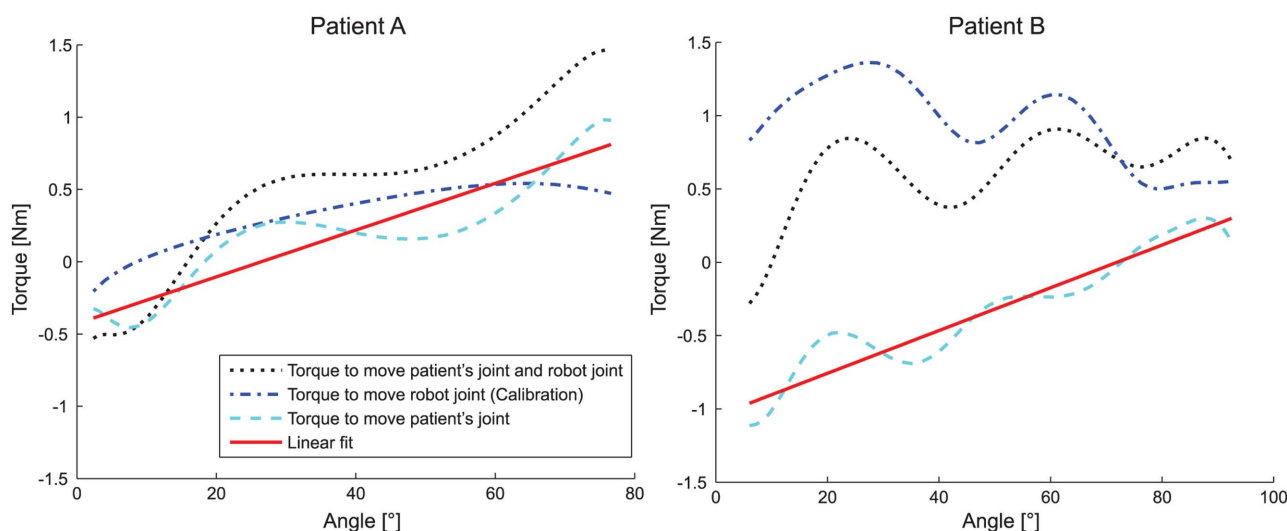 Patient A
1.5
1
0.5
0
-0.5
-1
-1.5
Torque [Nm]
0
20
40
60
80
Angle [°]
Torque to move patient's joint and robot joint
Torque to move robot joint (Calibration)
Torque to move patient's joint
Linear fit
Patient B
1.5
1
0.5
0
-0.5
-1
-1.5
Torque [Nm]
0
20
40
60
80
100
Angle [°]